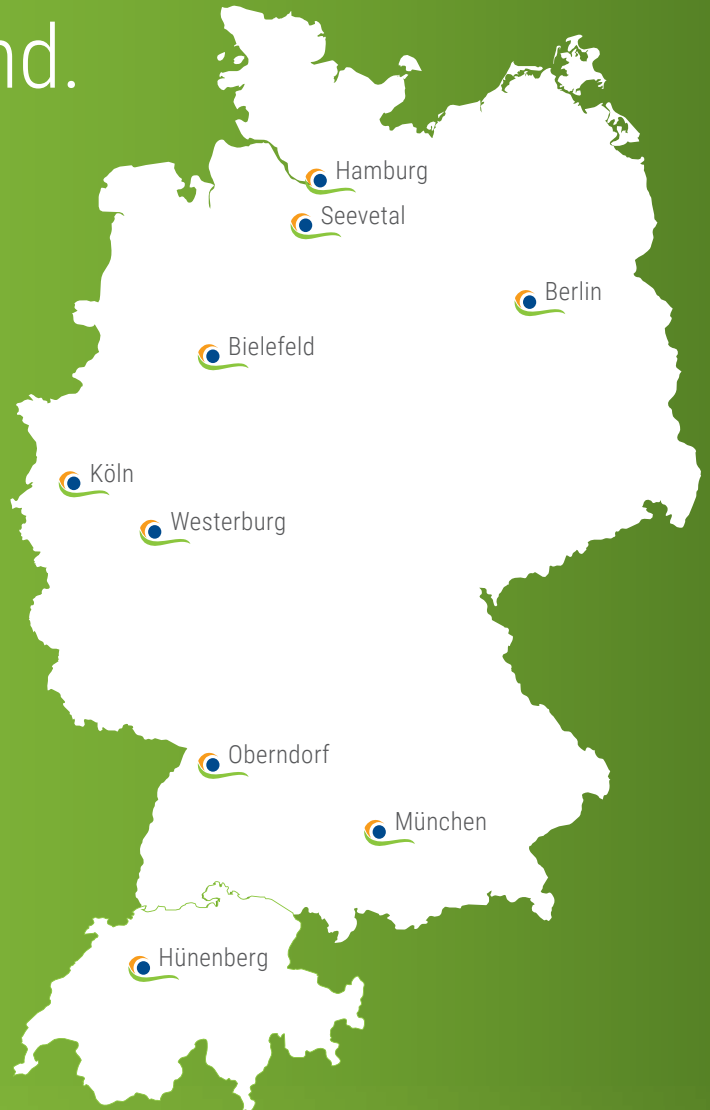 nd.
Hamburg
Seevetal
Berlin
Bielefeld
Köln
Westerburg
Oberndorf
München
Hünenberg